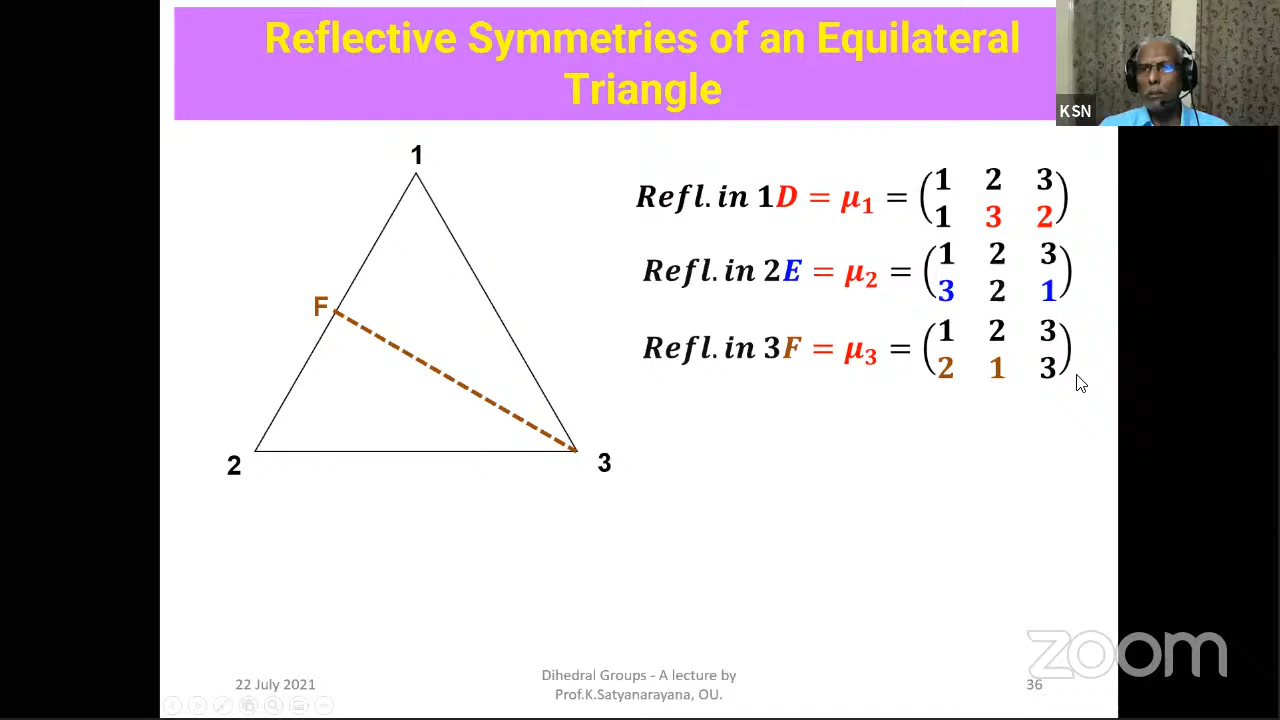 Reflective Symmetries of an Equilateral
Triangle
KSN
1
F
2
3
Refl. in 1D = μ₁ = (1 2 3
1 3 2)
Refl. in 2E = μ₂ = (1 2 3
3 2 1)
Refl. in 3F = μ₃ = (1 2 3
2 1 3)
zoom
22 July 2021
Dihedral Groups - A lecture by
Prof.K.Satyanarayana, OU.
36